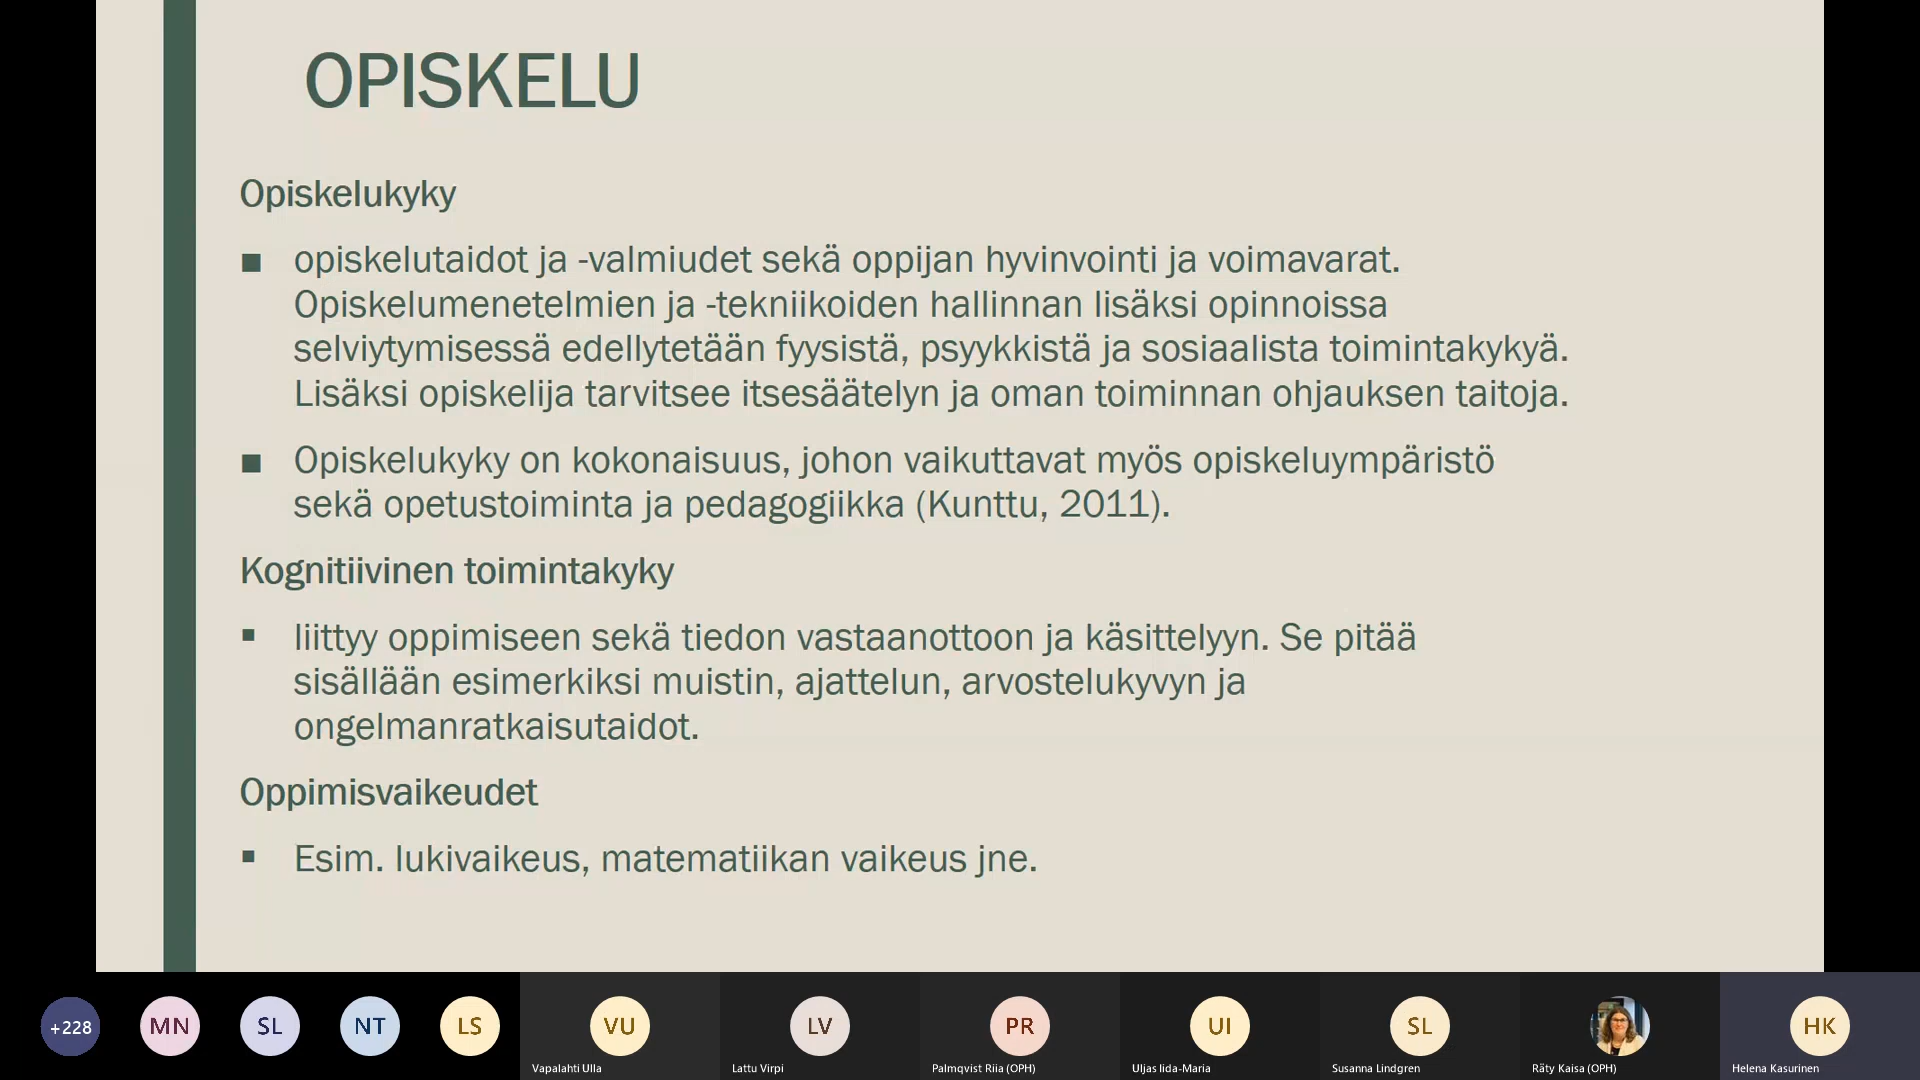 OPISKELU
Opiskelukyky
■ opiskelutaidot ja -valmiudet sekä oppijan hyvinvointi ja voimavarat.
Opiskelumenetelmien ja -tekniikoiden hallinnan lisäksi opinnoissa
selviytymisessä edellytetään fyysistä, psyykkistä ja sosiaalista toimintakykyä.
Lisäksi opiskelija tarvitsee itsesäätelyn ja oman toiminnan ohjauksen taitoja.
■ Opiskelukyky on kokonaisuus, johon vaikuttavat myös opiskeluympäristö
sekä opetustoiminta ja pedagogiikka (Kunttu, 2011).
Kognitiivinen toimintakyky
▪ liittyy oppimiseen sekä tiedon vastaanottoon ja käsittelyyn. Se pitää
sisällään esimerkiksi muistin, ajattelun, arvostelukyvyn ja
ongelmanratkaisutaidot.
Oppimisvaikeudet
▪ Esim. lukivaikeus, matematiikan vaikeus jne.
+228 MN SL NT LS VU LV PR UI SL HK
Vapalahti Ulla Lattu Virpi Palmqvist Riia (OPH) Uljas Iida-Maria Susanna Lindgren Räty Kaisa (OPH) Helena Kasurinen